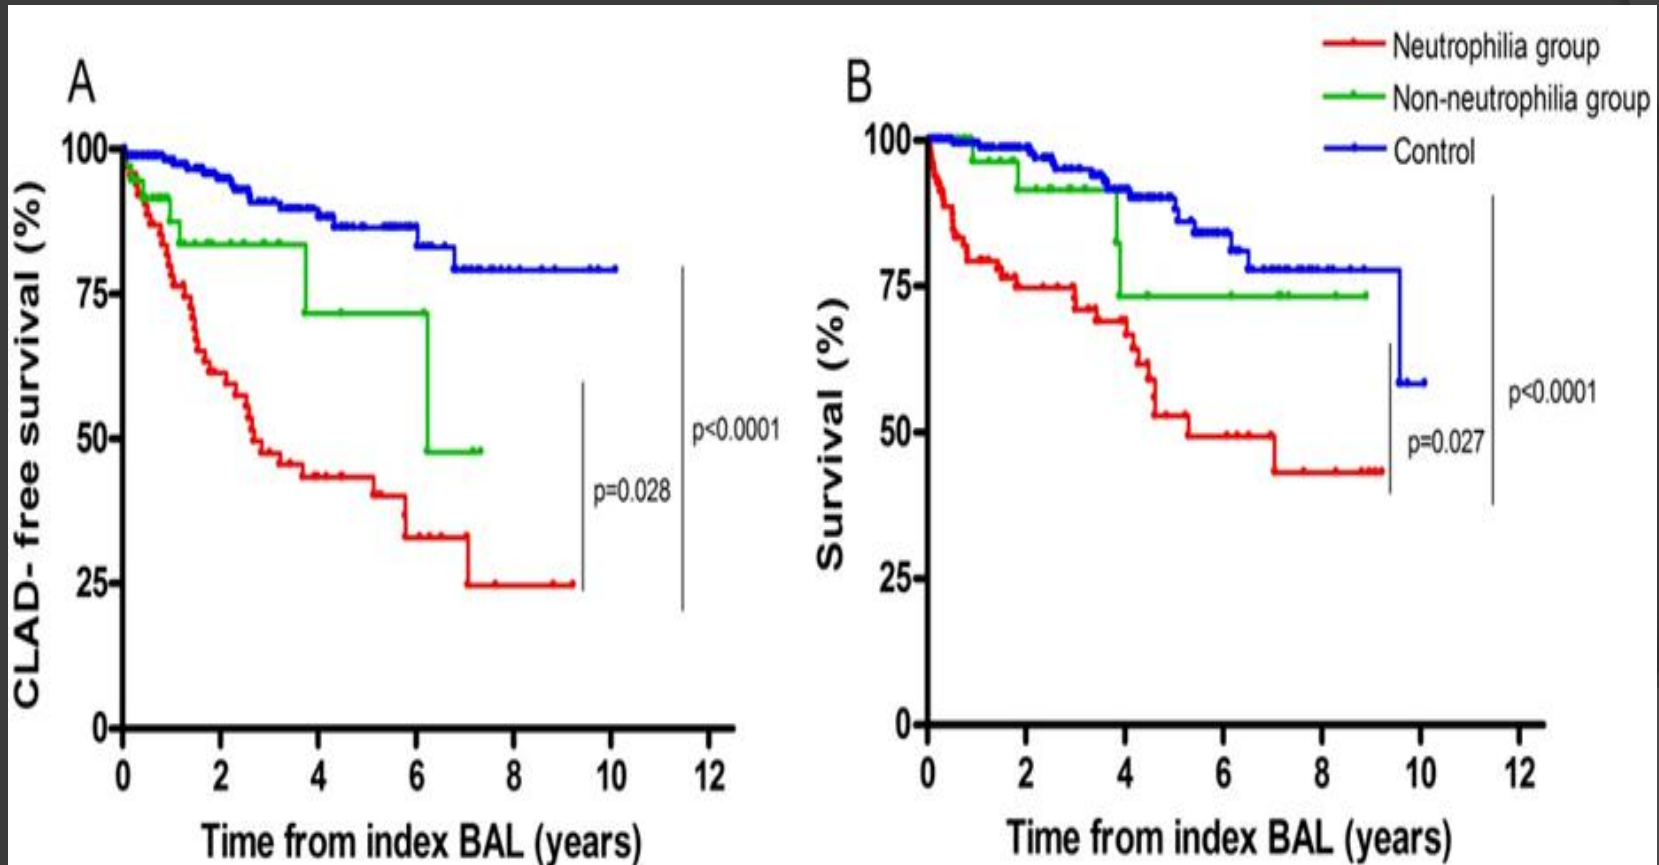 A
CLAD- free survival (%)
100
75
50
25
0
0 2 4 6 8 10 12
Time from index BAL (years)
p=0.028
p<0.0001
B
Neutrophilia group
Non-neutrophilia group
Control
Survival (%)
100
75
50
25
0
0 2 4 6 8 10 12
Time from index BAL (years)
p=0.027
p<0.0001